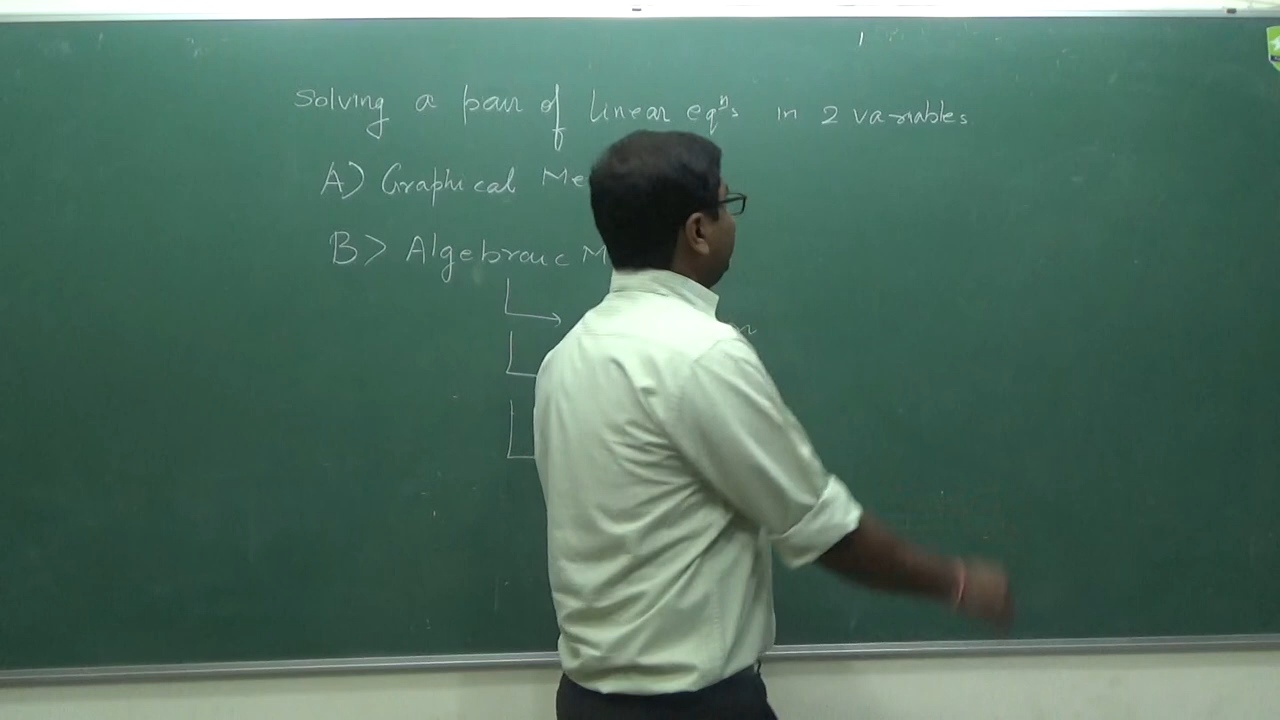 Solving a pair of linear eqⁿs in 2 variables
A) Graphical Me
B> Algebraic M